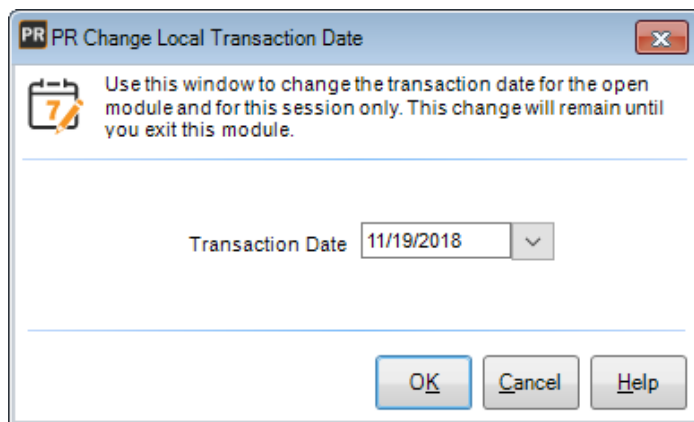 PR PR Change Local Transaction Date
Use this window to change the transaction date for the open
module and for this session only. This change will remain until
you exit this module.
7
Transaction Date 11/19/2018
OK Cancel Help